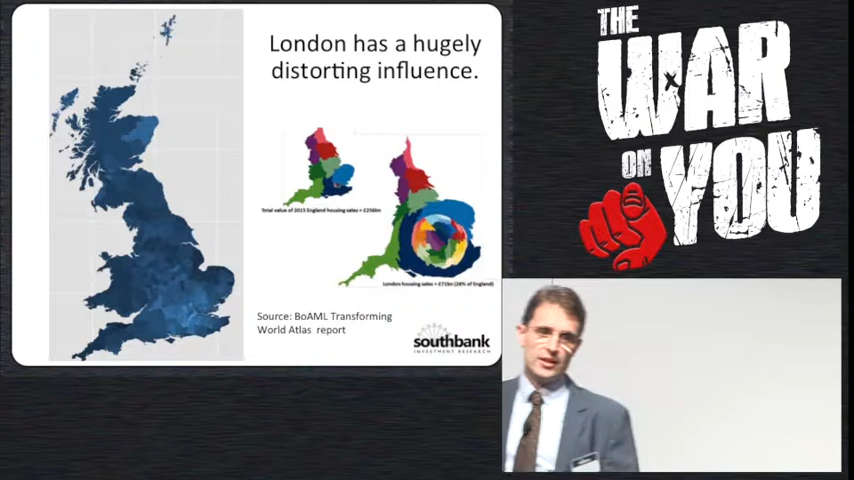 London has a hugely
distorting influence.
Total value of 2015 England housing sales = £256bn
London housing sales = £71bn (28% of England)
Source: BoAML Transforming
World Atlas report
southbank
INVESTMENT RESEARCH
THE
WAR
ON
YOU